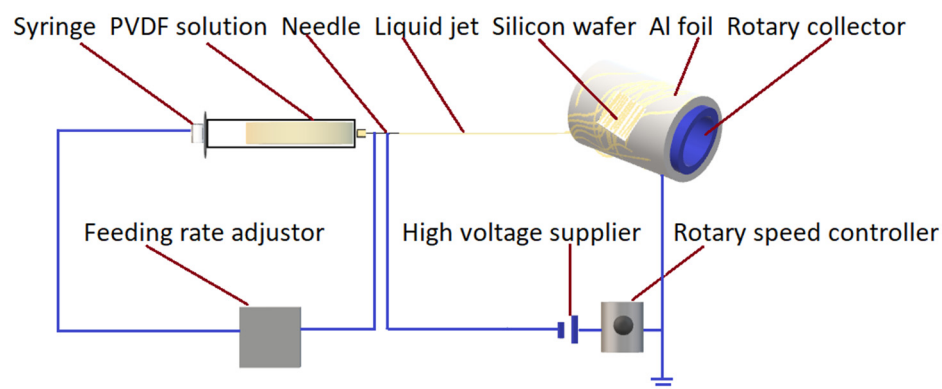 Syringe PVDF solution Needle Liquid jet Silicon wafer Al foil Rotary collector
Feeding rate adjustor High voltage supplier Rotary speed controller